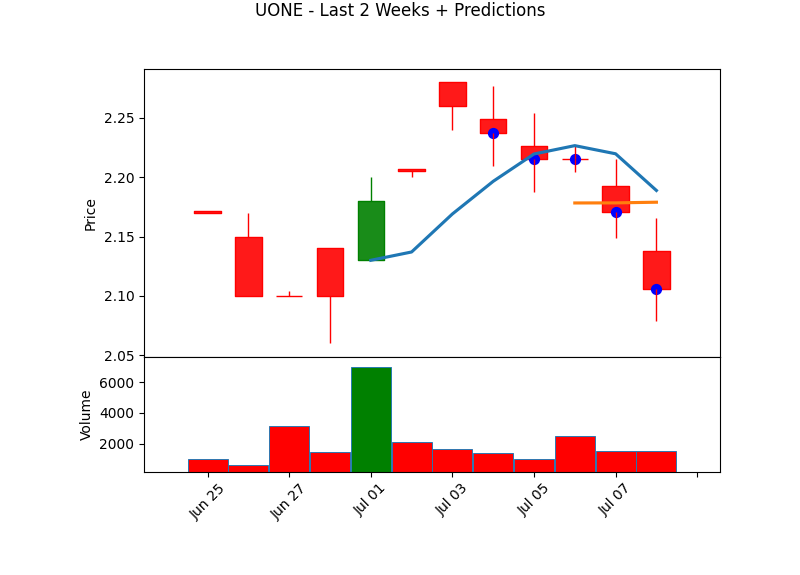 UONE - Last 2 Weeks + Predictions
Price
2.25
2.20
2.15
2.10
2.05
Volume
6000
4000
2000
Jun 25
Jun 27
Jul 01
Jul 03
Jul 05
Jul 07